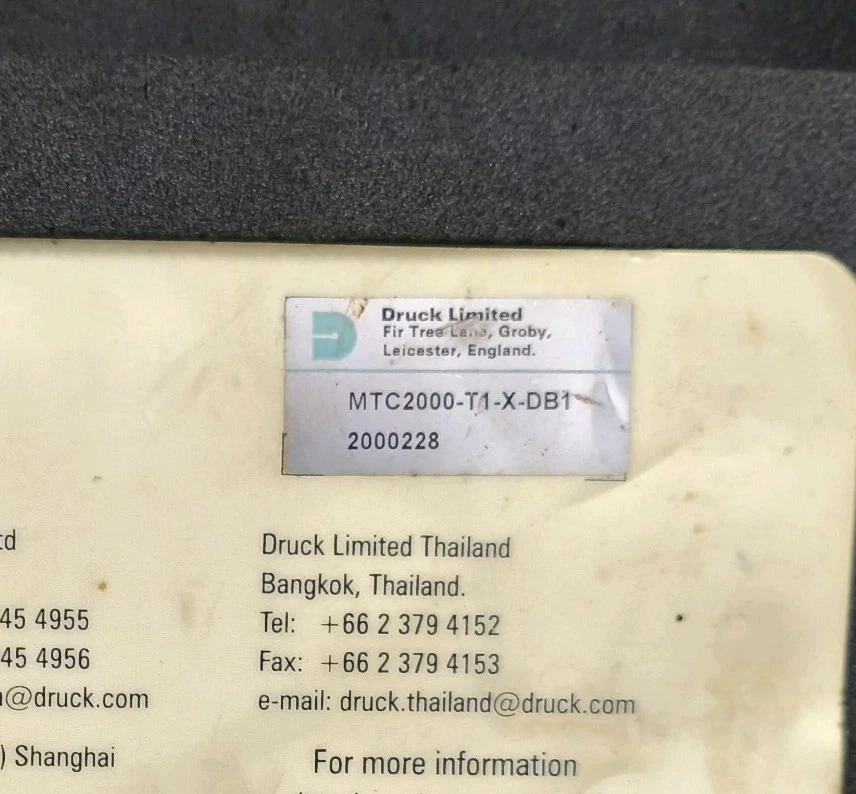 Druck Limited
Fir Tree Lane, Groby,
Leicester, England.
MTC2000-T1-X-DB1
2000228
td
45 4955
45 4956
@druck.com
) Shanghai
Druck Limited Thailand
Bangkok, Thailand.
Tel: +66 2 379 4152
Fax: +66 2 379 4153
e-mail: druck.thailand@druck.com
For more information